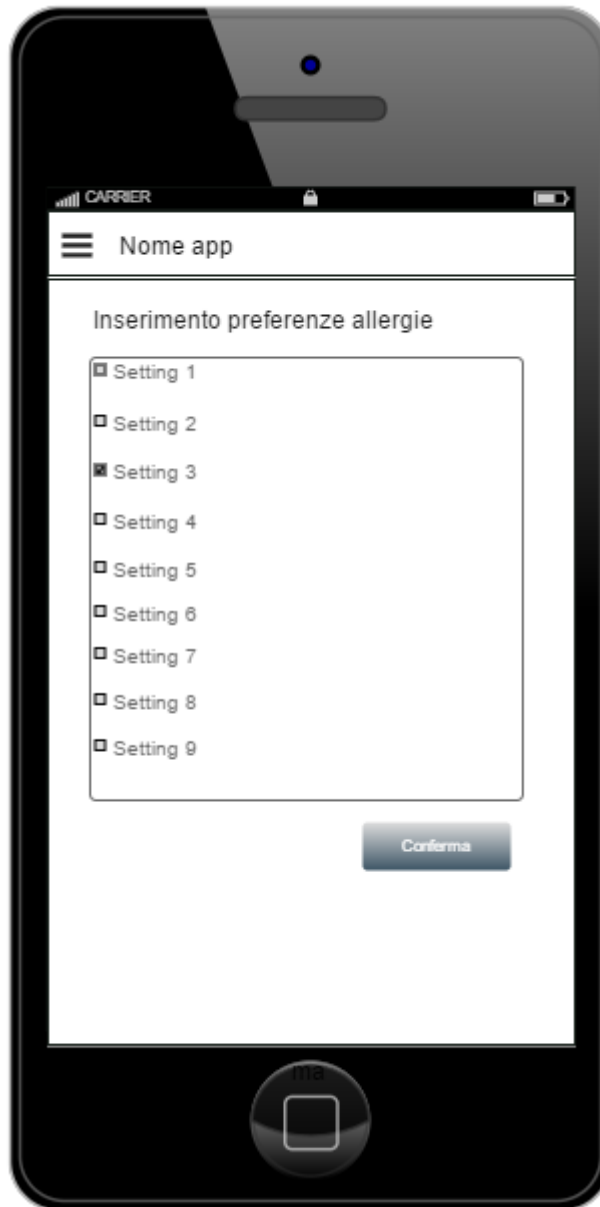 CARRIER
Nome app
Inserimento preferenze allergie
Setting 1
Setting 2
Setting 3
Setting 4
Setting 5
Setting 6
Setting 7
Setting 8
Setting 9
Conferma
ma